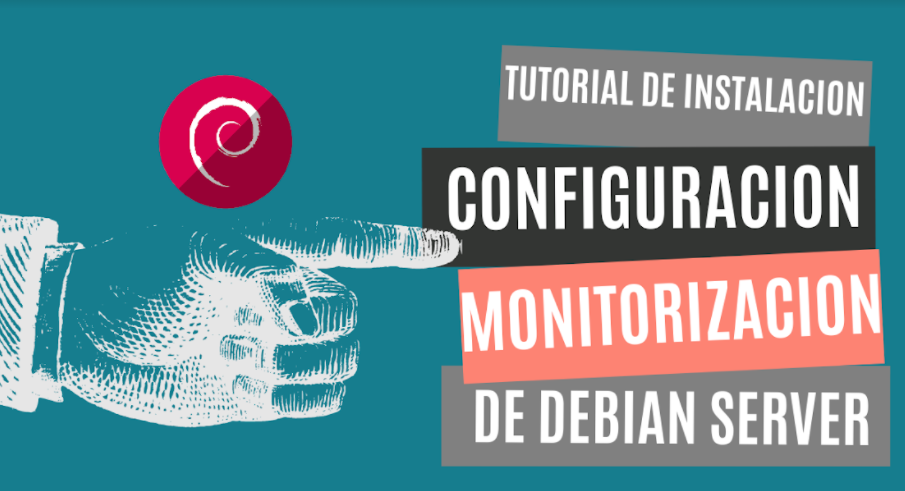 TUTORIAL DE INSTALACION
CONFIGURACION
MONITORIZACION
DE DEBIAN SERVER